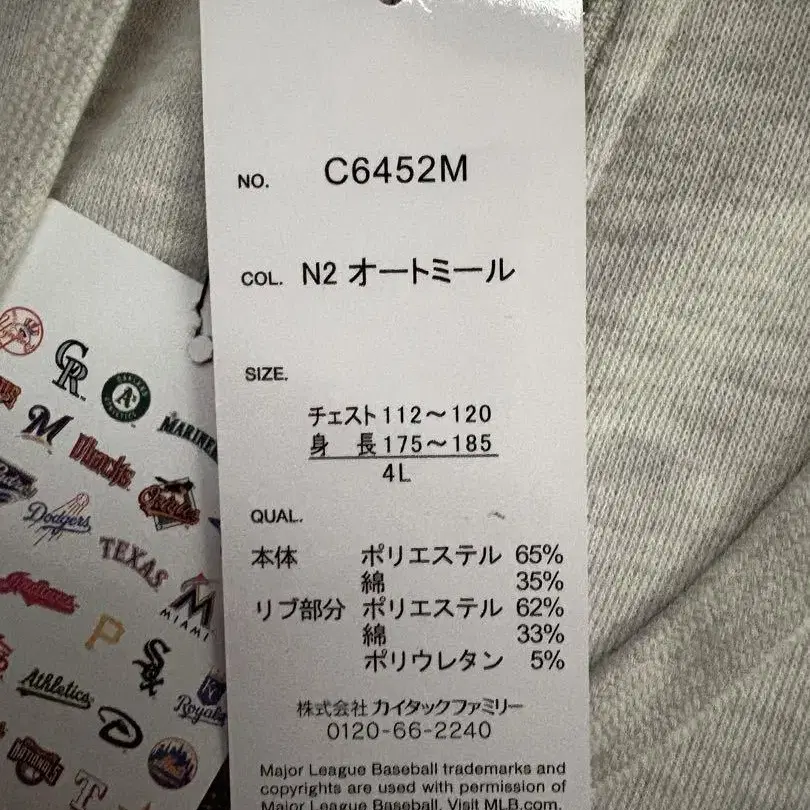 NO. C6452M
COL. N2 オートミール
SIZE.
チェスト 112～120
身 長 175～185
4L
QUAL.
本体 ポリエステル 65%
綿 35%
リブ部分 ポリエステル 62%
綿 33%
ポリウレタン 5%
株式会社 カイタックファミリー
0120-66-2240
Major League Baseball trademarks and
copyrights are used with permission of
Major League Baseball. Visit MLB.com.
CR
A's
M
MARINER
Dodgers
TEXAS
Indians
M
MIAMI
P
Sox
Athletics
Royals
D
NATIONALS
T
Mets